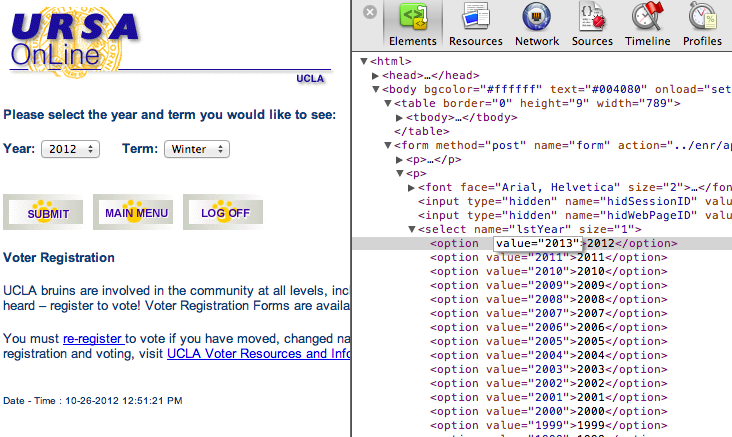 URSA
OnLine
UCLA
Please select the year and term you would like to see:
Year: 2012 Term: Winter
SUBMIT MAIN MENU LOG OFF
Voter Registration
UCLA bruins are involved in the community at all levels, inc
heard – register to vote! Voter Registration Forms are availa
You must re-register to vote if you have moved, changed na
registration and voting, visit UCLA Voter Resources and Info
Date - Time : 10-26-2012 12:51:21 PM
Elements Resources Network Sources Timeline Profiles
▼<html>
▶<head>…</head>
▼<body bgcolor="#ffffff" text="#004080" onload="set
▼<table border="0" height="9" width="789">
▶<tbody>…</tbody>
</table>
▼<form method="post" name="form" action="../enr/ap
▶<p>…</p>
▼<p>
▶<font face="Arial, Helvetica" size="2">…</f
<input type="hidden" name="hidSessionID" val
<input type="hidden" name="hidWebPageID" val
▼<select name="lstYear" size="1">
<option value="2013">2012</option>
<option value="2011">2011</option>
<option value="2010">2010</option>
<option value="2009">2009</option>
<option value="2008">2008</option>
<option value="2007">2007</option>
<option value="2006">2006</option>
<option value="2005">2005</option>
<option value="2004">2004</option>
<option value="2003">2003</option>
<option value="2002">2002</option>
<option value="2001">2001</option>
<option value="2000">2000</option>
<option value="1999">1999</option>